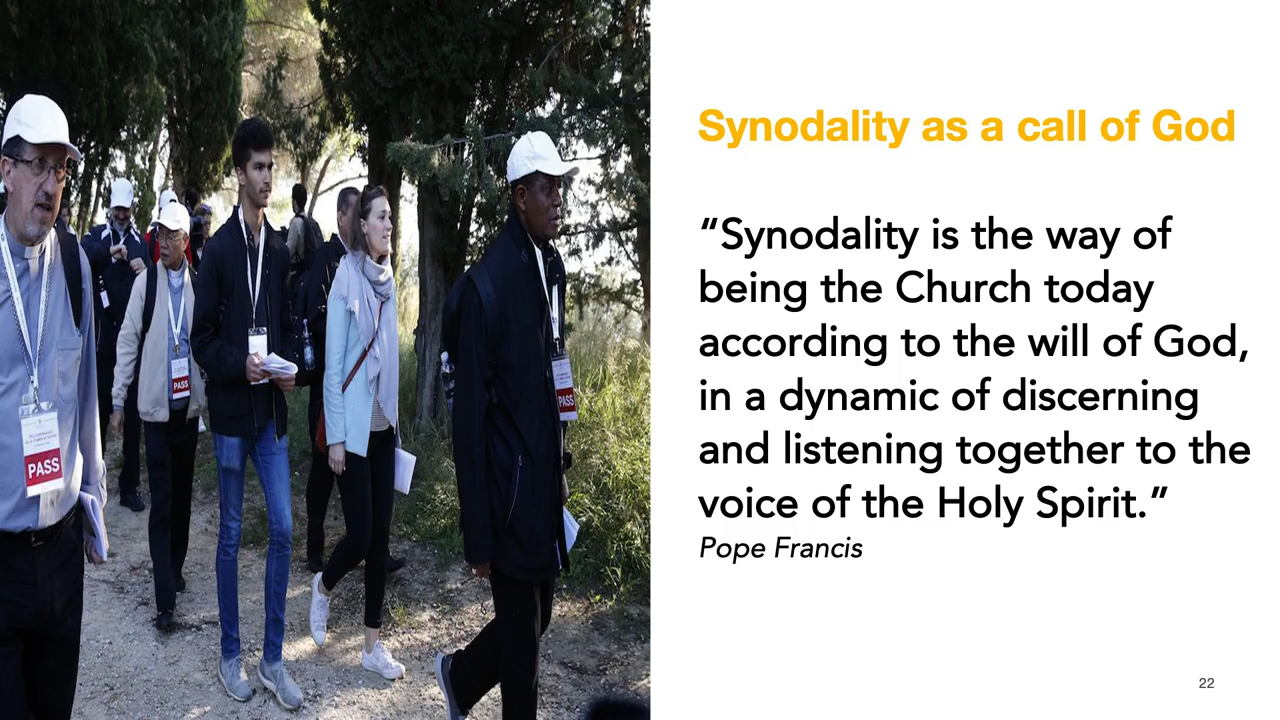 Synodality as a call of God
“Synodality is the way of
being the Church today
according to the will of God,
in a dynamic of discerning
and listening together to the
voice of the Holy Spirit.”
Pope Francis
22
PASS
PASS
PASS